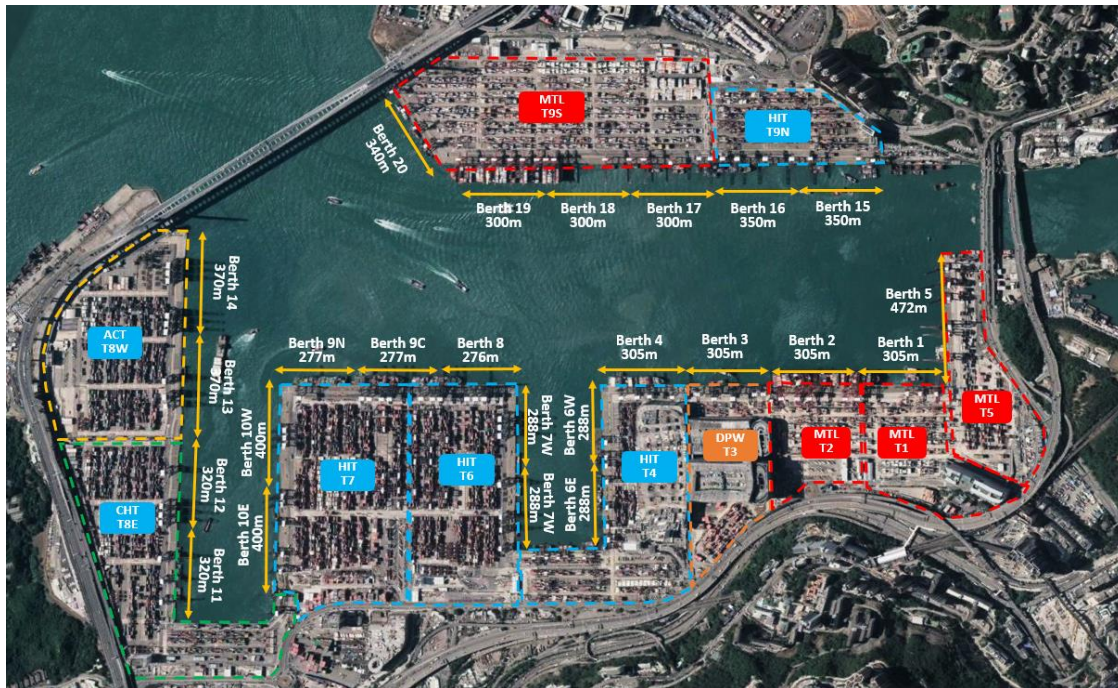 MTL
T9S
HIT
T9N
Berth 20
340m
Berth 19
300m
Berth 18
300m
Berth 17
300m
Berth 16
350m
Berth 15
350m
Berth 14
370m
ACT
T8W
Berth 13
370m
Berth 5
472m
Berth 9N
277m
Berth 9C
277m
Berth 8
276m
Berth 4
305m
Berth 3
305m
Berth 2
305m
Berth 1
305m
Berth 10W
400m
Berth 7W
288m
Berth 6W
288m
MTL
T5
HIT
T7
HIT
T6
HIT
T4
DPW
T3
MTL
T2
MTL
T1
CHT
T8E
Berth 12
320m
Berth 10E
400m
Berth 7W
288m
Berth 6E
288m
Berth 11
320m